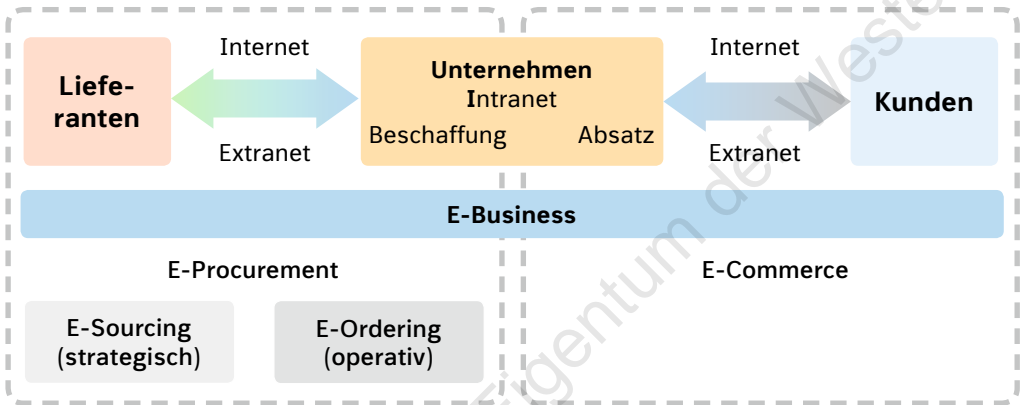 Liefe-
ranten
Internet
Extranet
Unternehmen
Intranet
Beschaffung Absatz
Internet
Extranet
Kunden
E-Business
E-Procurement
E-Commerce
E-Sourcing
(strategisch)
E-Ordering
(operativ)
Eigentum der Weste